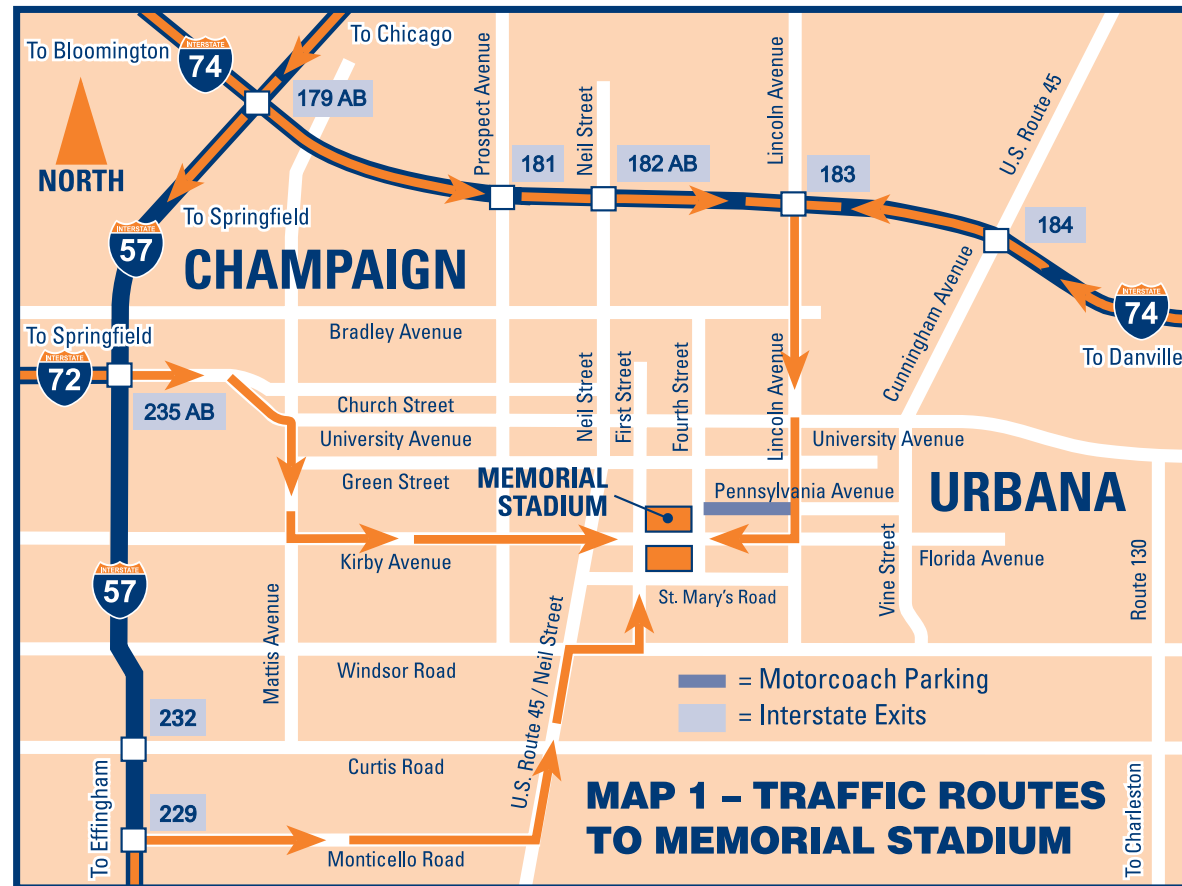 To Bloomington
INTERSTATE
74
To Chicago
179 AB
NORTH
Prospect Avenue
181
Neil Street
182 AB
Lincoln Avenue
183
U.S. Route 45
184
To Springfield
INTERSTATE
57
CHAMPAIGN
Cunningham Avenue
INTERSTATE
74
To Danville
Bradley Avenue
To Springfield
INTERSTATE
72
235 AB
Church Street
University Avenue
Neil Street
First Street
Fourth Street
Lincoln Avenue
University Avenue
Green Street
MEMORIAL
STADIUM
Pennsylvania Avenue
URBANA
Kirby Avenue
Florida Avenue
Vine Street
Route 130
INTERSTATE
57
St. Mary's Road
Mattis Avenue
Windsor Road
U.S. Route 45 / Neil Street
= Motorcoach Parking
= Interstate Exits
232
Curtis Road
To Effingham
229
Monticello Road
MAP 1 – TRAFFIC ROUTES
TO MEMORIAL STADIUM
To Charleston